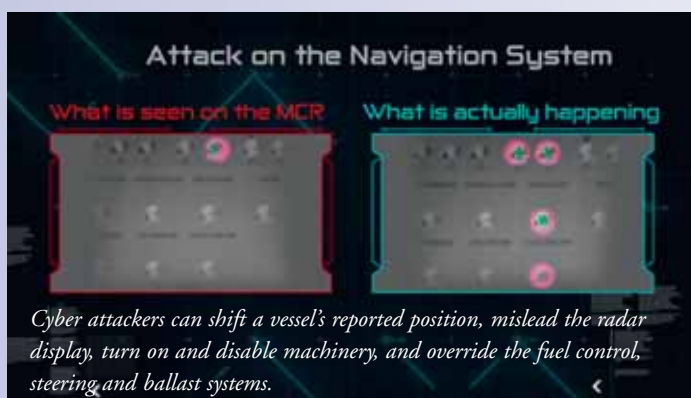 Attack on the Navigation System
What is seen on the MCR
What is actually happening
Cyber attackers can shift a vessel's reported position, mislead the radar
display, turn on and disable machinery, and override the fuel control,
steering and ballast systems.